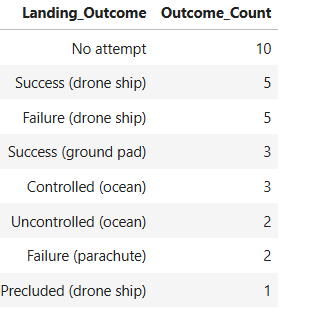 Landing_Outcome Outcome_Count
No attempt 10
Success (drone ship) 5
Failure (drone ship) 5
Success (ground pad) 3
Controlled (ocean) 3
Uncontrolled (ocean) 2
Failure (parachute) 2
Precluded (drone ship) 1